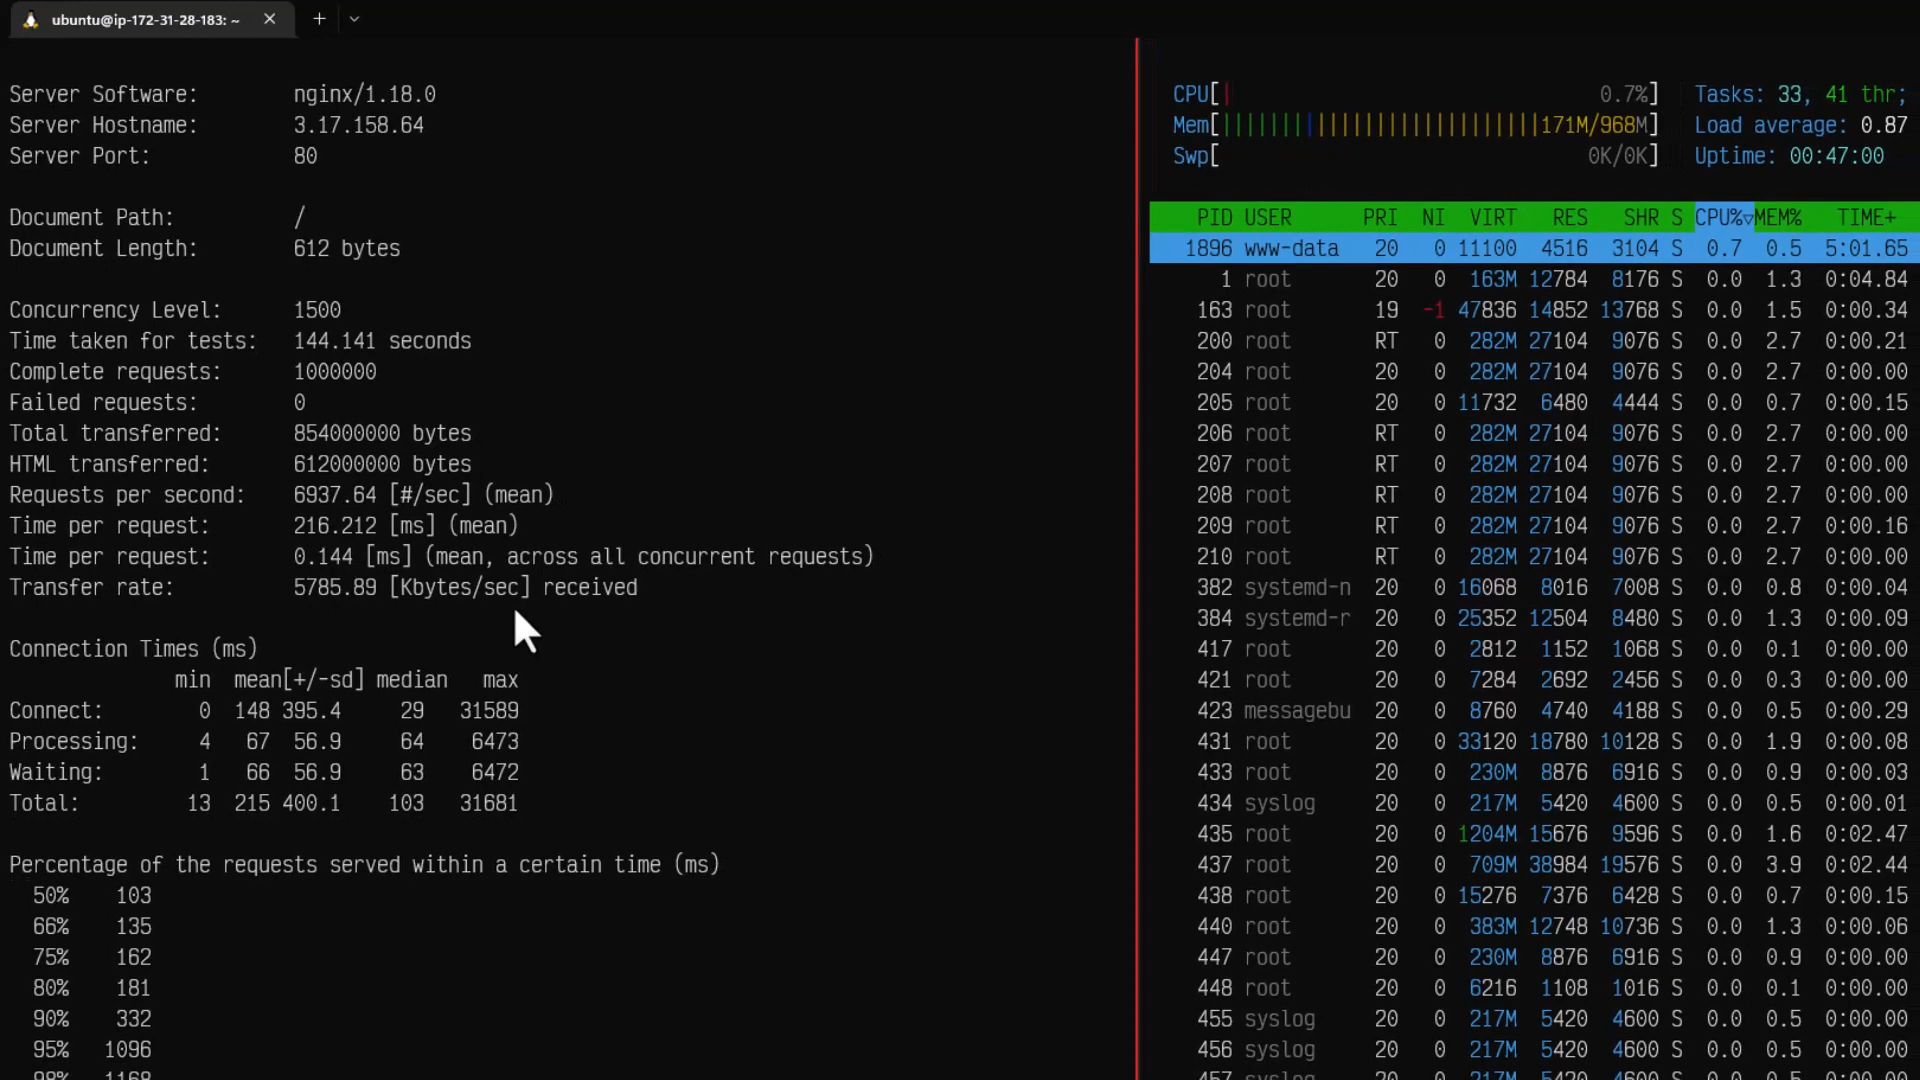 ubuntu@ip-172-31-28-183: ~
Server Software: nginx/1.18.0
Server Hostname: 3.17.158.64
Server Port: 80
Document Path: /
Document Length: 612 bytes
Concurrency Level: 1500
Time taken for tests: 144.141 seconds
Complete requests: 1000000
Failed requests: 0
Total transferred: 854000000 bytes
HTML transferred: 612000000 bytes
Requests per second: 6937.64 [#/sec] (mean)
Time per request: 216.212 [ms] (mean)
Time per request: 0.144 [ms] (mean, across all concurrent requests)
Transfer rate: 5785.89 [Kbytes/sec] received
Connection Times (ms)
min mean[+/-sd] median max
Connect: 0 148 395.4 29 31589
Processing: 4 67 56.9 64 6473
Waiting: 1 66 56.9 63 6472
Total: 13 215 400.1 103 31681
Percentage of the requests served within a certain time (ms)
50% 103
66% 135
75% 162
80% 181
90% 332
95% 1096
98% 1168
CPU[| 0.7%] Tasks: 33, 41 thr;
Mem[||||||||||||||||||||||||||171M/968M] Load average: 0.87
Swp[ 0K/0K] Uptime: 00:47:00
PID USER PRI NI VIRT RES SHR S CPU%▽MEM% TIME+
1896 www-data 20 0 11100 4516 3104 S 0.7 0.5 5:01.65
1 root 20 0 163M 12784 8176 S 0.0 1.3 0:04.84
163 root 19 -1 47836 14852 13768 S 0.0 1.5 0:00.34
200 root RT 0 282M 27104 9076 S 0.0 2.7 0:00.21
204 root 20 0 282M 27104 9076 S 0.0 2.7 0:00.00
205 root 20 0 11732 6480 4444 S 0.0 0.7 0:00.15
206 root RT 0 282M 27104 9076 S 0.0 2.7 0:00.00
207 root RT 0 282M 27104 9076 S 0.0 2.7 0:00.00
208 root RT 0 282M 27104 9076 S 0.0 2.7 0:00.00
209 root RT 0 282M 27104 9076 S 0.0 2.7 0:00.16
210 root RT 0 282M 27104 9076 S 0.0 2.7 0:00.00
382 systemd-n 20 0 16068 8016 7008 S 0.0 0.8 0:00.04
384 systemd-r 20 0 25352 12504 8480 S 0.0 1.3 0:00.09
417 root 20 0 2812 1152 1068 S 0.0 0.1 0:00.00
421 root 20 0 7284 2692 2456 S 0.0 0.3 0:00.00
423 messagebu 20 0 8760 4740 4188 S 0.0 0.5 0:00.29
431 root 20 0 33120 18780 10128 S 0.0 1.9 0:00.08
433 root 20 0 230M 8876 6916 S 0.0 0.9 0:00.03
434 syslog 20 0 217M 5420 4600 S 0.0 0.5 0:00.01
435 root 20 0 1204M 15676 9596 S 0.0 1.6 0:02.47
437 root 20 0 709M 38984 19576 S 0.0 3.9 0:02.44
438 root 20 0 15276 7376 6428 S 0.0 0.7 0:00.15
440 root 20 0 383M 12748 10736 S 0.0 1.3 0:00.06
447 root 20 0 230M 8876 6916 S 0.0 0.9 0:00.00
448 root 20 0 6216 1108 1016 S 0.0 0.1 0:00.00
455 syslog 20 0 217M 5420 4600 S 0.0 0.5 0:00.00
456 syslog 20 0 217M 5420 4600 S 0.0 0.5 0:00.00
457 syslog 20 0 217M 5420 4600 S 0.0 0.5 0:00.00